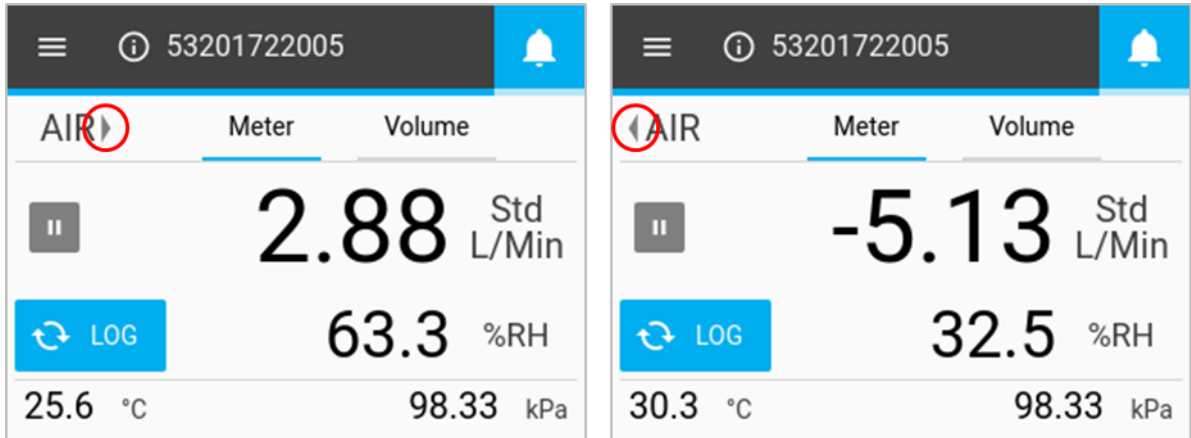 53201722005
AIR Meter Volume
2.88 Std L/Min
LOG 63.3 %RH
25.6 °C 98.33 kPa
53201722005
AIR Meter Volume
-5.13 Std L/Min
LOG 32.5 %RH
30.3 °C 98.33 kPa